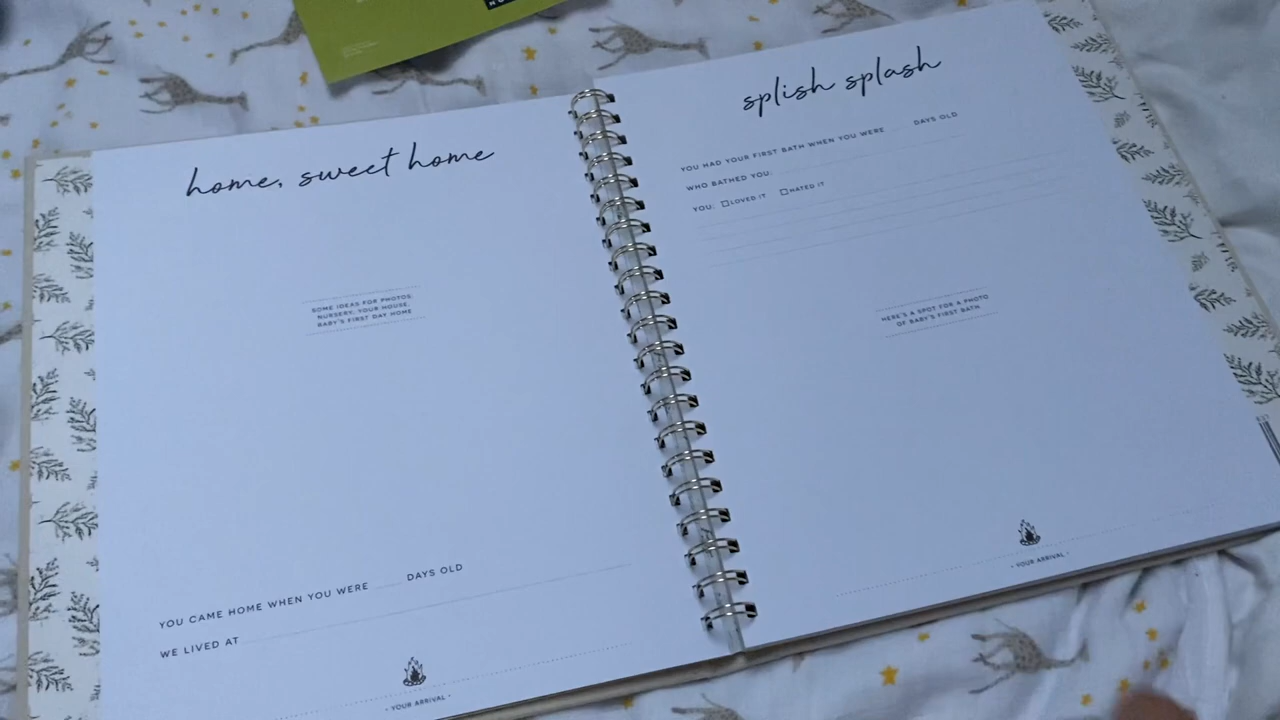 home, sweet home
SOME IDEAS FOR PHOTOS:
NURSERY, YOUR HOUSE,
BABY'S FIRST DAY HOME
YOU CAME HOME WHEN YOU WERE DAYS OLD
WE LIVED AT
• YOUR ARRIVAL •
splish splash
YOU HAD YOUR FIRST BATH WHEN YOU WERE DAYS OLD
WHO BATHED YOU:
YOU: LOVED IT HATED IT
HERE'S A SPOT FOR A PHOTO
OF BABY'S FIRST BATH
• YOUR ARRIVAL •